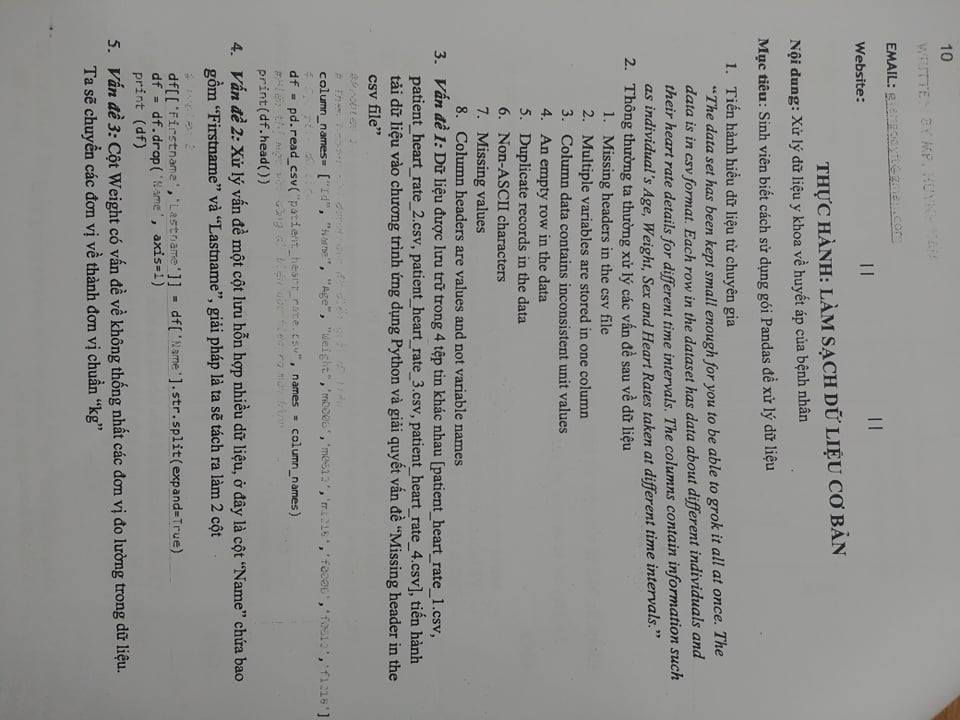 10
EMAIL:
Website:
THỰC HÀNH: LÀM SẠCH DỮ LIỆU CƠ BẢN
Nội dung: Xử lý dữ liệu y khoa về huyết áp của bệnh nhân
Mục tiêu: Sinh viên biết cách sử dụng gói Pandas để xử lý dữ liệu
1. Tiến hành hiểu dữ liệu từ chuyên gia
"The data set has been kept small enough for you to be able to grok it all at once. The
data is in csv format. Each row in the dataset has data about different individuals and
their heart rate details for different time intervals. The columns contain information such
as individual's Age, Weight, Sex and Heart Rates taken at different time intervals."
2. Thông thường ta thường xử lý các vấn đề sau về dữ liệu
1. Missing headers in the csv file
2. Multiple variables are stored in one column
3. Column data contains inconsistent unit values
4. An empty row in the data
5. Duplicate records in the data
6. Non-ASCII characters
7. Missing values
8. Column headers are values and not variable names
3. Vấn đề 1: Dữ liệu được lưu trữ trong 4 tệp tin khác nhau [patient_heart_rate_1.csv,
patient_heart_rate_2.csv, patient_heart_rate_3.csv, patient_heart_rate_4.csv], tiến hành
tải dữ liệu vào chương trình ứng dụng Python và giải quyết vấn đề "Missing header in the
csv file"
column_names= ["Id", "Name", "Age", "Weight",'m0006','m0612','m1218','f0006','f0612','f1218']
df = pd.read_csv("patient_heart_rate.csv", names = column_names)
print(df.head())
4. Vấn đề 2: Xử lý vấn đề một cột lưu hỗn hợp nhiều dữ liệu, ở đây là cột "Name" chứa bao
gồm "Firstname" và "Lastname", giải pháp là ta sẽ tách ra làm 2 cột
df[['Firstname','Lastname']] = df['Name'].str.split(expand=True)
df = df.drop('Name', axis=1)
print (df)
5. Vấn đề 3: Cột Weight có vấn đề về không thống nhất các đơn vị đo lường trong dữ liệu.
Ta sẽ chuyển các đơn vị về thành đơn vị chuẩn "kg"